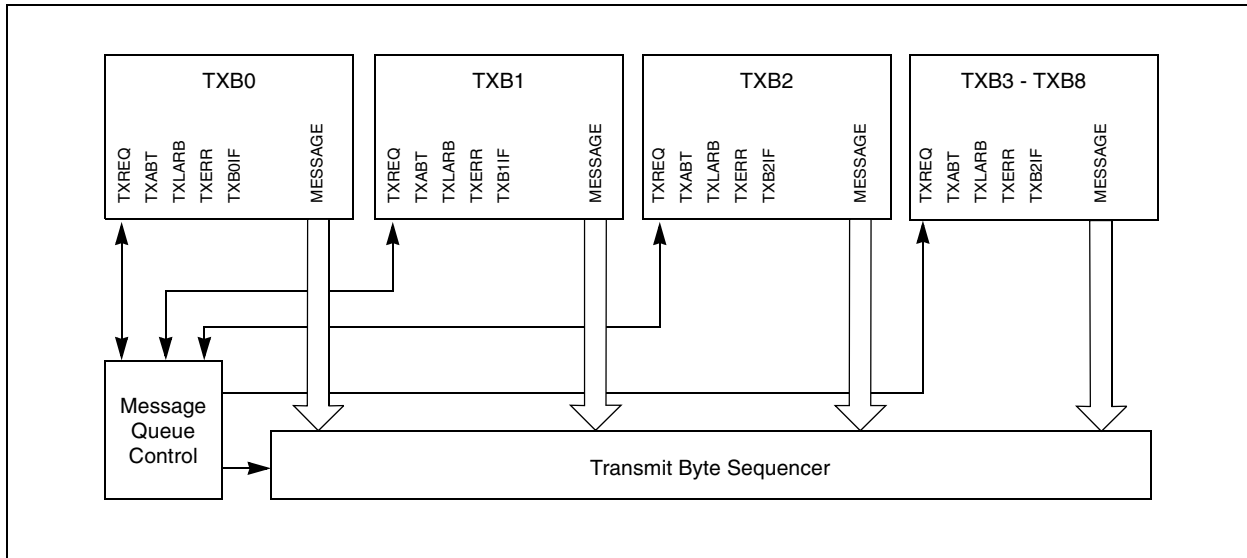 TXB0
TXREQ
TXABT
TXLARB
TXERR
TXB0IF
MESSAGE
TXB1
TXREQ
TXABT
TXLARB
TXERR
TXB1IF
MESSAGE
TXB2
TXREQ
TXABT
TXLARB
TXERR
TXB2IF
MESSAGE
TXB3 - TXB8
TXREQ
TXABT
TXLARB
TXERR
TXB2IF
MESSAGE
Message
Queue
Control
Transmit Byte Sequencer